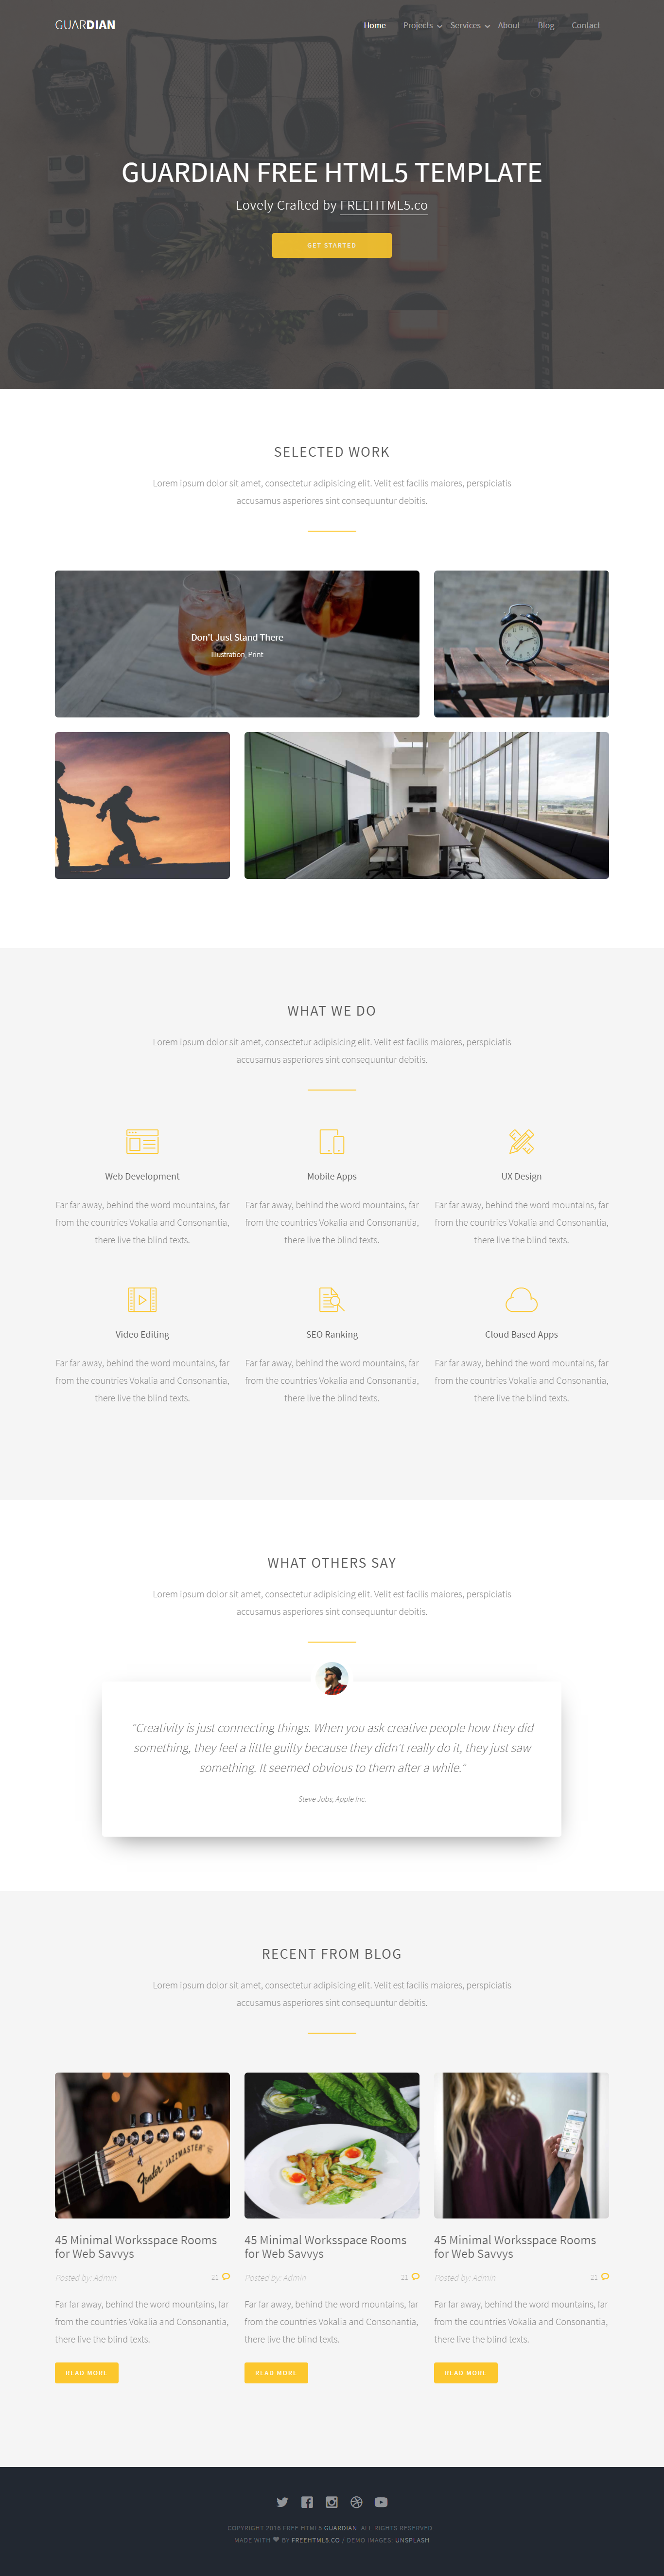 GUARDIAN
Home Projects Services About Blog Contact
GUARDIAN FREE HTML5 TEMPLATE
Lovely Crafted by FREEHTML5.co
GET STARTED
SELECTED WORK
Lorem ipsum dolor sit amet, consectetur adipisicing elit. Velit est facilis maiores, perspiciatis
accusamus asperiores sint consequuntur debitis.
Don't Just Stand There
Illustration, Print
WHAT WE DO
Lorem ipsum dolor sit amet, consectetur adipisicing elit. Velit est facilis maiores, perspiciatis
accusamus asperiores sint consequuntur debitis.
Web Development
Far far away, behind the word mountains, far
from the countries Vokalia and Consonantia,
there live the blind texts.
Mobile Apps
Far far away, behind the word mountains, far
from the countries Vokalia and Consonantia,
there live the blind texts.
UX Design
Far far away, behind the word mountains, far
from the countries Vokalia and Consonantia,
there live the blind texts.
Video Editing
Far far away, behind the word mountains, far
from the countries Vokalia and Consonantia,
there live the blind texts.
SEO Ranking
Far far away, behind the word mountains, far
from the countries Vokalia and Consonantia,
there live the blind texts.
Cloud Based Apps
Far far away, behind the word mountains, far
from the countries Vokalia and Consonantia,
there live the blind texts.
WHAT OTHERS SAY
Lorem ipsum dolor sit amet, consectetur adipisicing elit. Velit est facilis maiores, perspiciatis
accusamus asperiores sint consequuntur debitis.
"Creativity is just connecting things. When you ask creative people how they did
something, they feel a little guilty because they didn't really do it, they just saw
something. It seemed obvious to them after a while."
Steve Jobs, Apple Inc.
RECENT FROM BLOG
Lorem ipsum dolor sit amet, consectetur adipisicing elit. Velit est facilis maiores, perspiciatis
accusamus asperiores sint consequuntur debitis.
Fender JAZZMASTER
45 Minimal Worksspace Rooms
for Web Savvys
Posted by: Admin 21
Far far away, behind the word mountains, far
from the countries Vokalia and Consonantia,
there live the blind texts.
READ MORE
45 Minimal Worksspace Rooms
for Web Savvys
Posted by: Admin 21
Far far away, behind the word mountains, far
from the countries Vokalia and Consonantia,
there live the blind texts.
READ MORE
45 Minimal Worksspace Rooms
for Web Savvys
Posted by: Admin 21
Far far away, behind the word mountains, far
from the countries Vokalia and Consonantia,
there live the blind texts.
READ MORE
COPYRIGHT 2018 FREE HTML5 GUARDIAN. ALL RIGHTS RESERVED.
MADE WITH BY FREEHTML5.CO / DEMO IMAGES: UNSPLASH